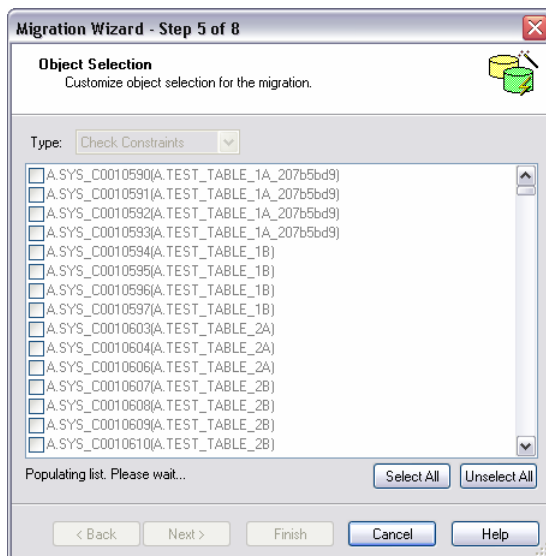 Migration Wizard - Step 5 of 8
Object Selection
Customize object selection for the migration.
Type: Check Constraints
A.SYS_C0010590(A.TEST_TABLE_1A_207b5bd9)
A.SYS_C0010591(A.TEST_TABLE_1A_207b5bd9)
A.SYS_C0010592(A.TEST_TABLE_1A_207b5bd9)
A.SYS_C0010593(A.TEST_TABLE_1A_207b5bd9)
A.SYS_C0010594(A.TEST_TABLE_1B)
A.SYS_C0010595(A.TEST_TABLE_1B)
A.SYS_C0010596(A.TEST_TABLE_1B)
A.SYS_C0010597(A.TEST_TABLE_1B)
A.SYS_C0010603(A.TEST_TABLE_2A)
A.SYS_C0010604(A.TEST_TABLE_2A)
A.SYS_C0010606(A.TEST_TABLE_2A)
A.SYS_C0010607(A.TEST_TABLE_2B)
A.SYS_C0010608(A.TEST_TABLE_2B)
A.SYS_C0010609(A.TEST_TABLE_2B)
A.SYS_C0010610(A.TEST_TABLE_2B)
Populating list. Please wait... Select All Unselect All
< Back Next > Finish Cancel Help